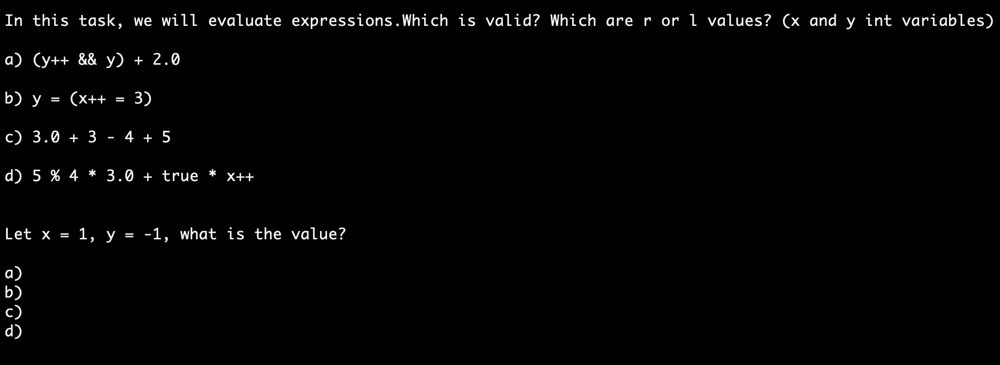 In this task, we will evaluate expressions.Which is valid? Which are r or l values? (x and y int variables)
a) (y++ && y) + 2.0
b) y = (x++ = 3)
c) 3.0 + 3 - 4 + 5
d) 5 % 4 * 3.0 + true * x++
Let x = 1, y = -1, what is the value?
a)
b)
c)
d)